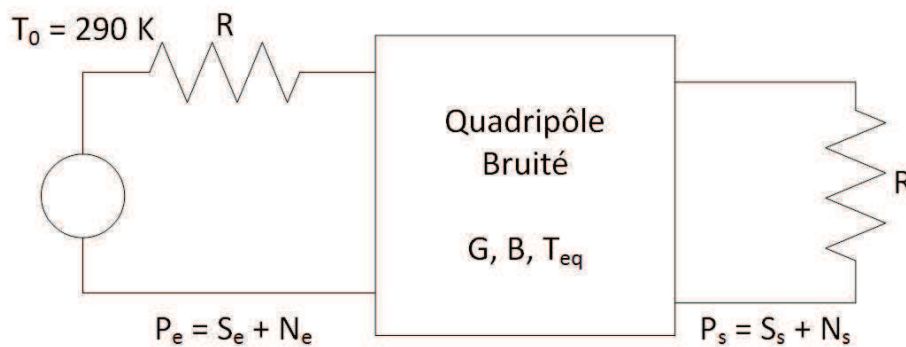 T₀ = 290 K
R
Quadripôle
Bruité
G, B, Tₑq
R
Pₑ = Sₑ + Nₑ
Pₛ = Sₛ + Nₛ